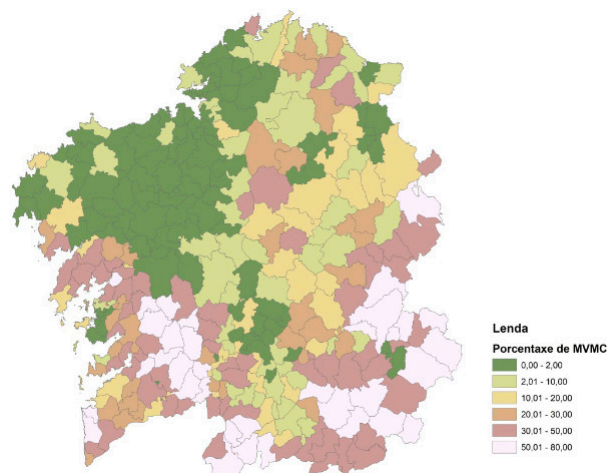 Lenda
Porcentaxe de MVMC
0,00 - 2,00
2,01 - 10,00
10,01 - 20,00
20,01 - 30,00
30,01 - 50,00
50,01 - 80,00